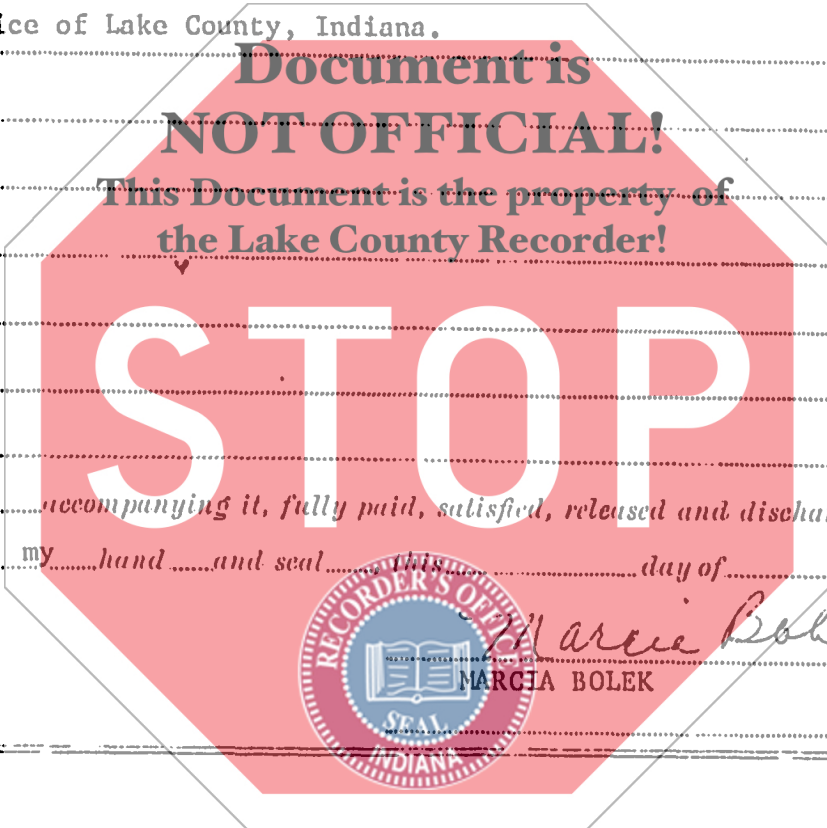 ice of Lake County, Indiana.
Document is
NOT OFFICIAL!
This Document is the property of
the Lake County Recorder!
STOP
accompanying it, fully paid, satisfied, released and discha
my hand and seal, this day of
Marcia Bol
RECORDER'S OFFICE
MARCIA BOLEK
SEAL
INDIANA